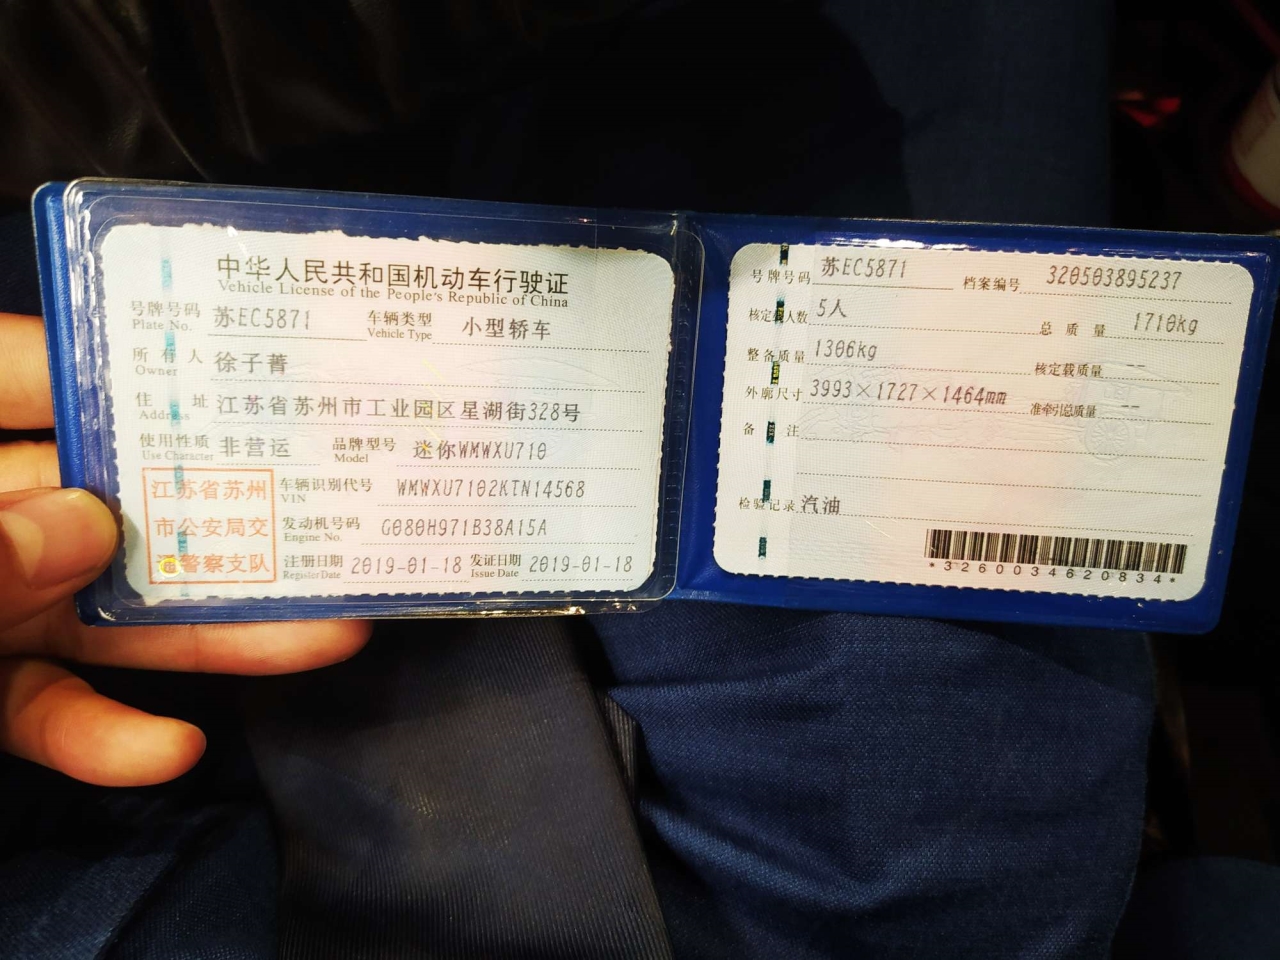 中华人民共和国机动车行驶证
Vehicle License of the People's Republic of China
号牌号码 苏EC5871 车辆类型 小型轿车
Plate No. Vehicle Type
所有人 徐子菁
Owner
住址 江苏省苏州市工业园区星湖街328号
Address
使用性质 非营运 品牌型号 迷你WMWXU710
Use Character Model
江苏省苏州
市公安局交
通警察支队
车辆识别代号 WMWXU7102KTN14568
VIN
发动机号码 G080H971B38A15A
Engine No.
注册日期 2019-01-18 发证日期 2019-01-18
Register Date Issue Date
号牌号码 苏EC5871 档案编号 320503895237
核定载人数 5人 总质量 1710kg
整备质量 1306kg 核定载质量 --
外廓尺寸 3993×1727×1464mm 准牵引总质量 --
备注
检验记录 汽油
*3260034620834*